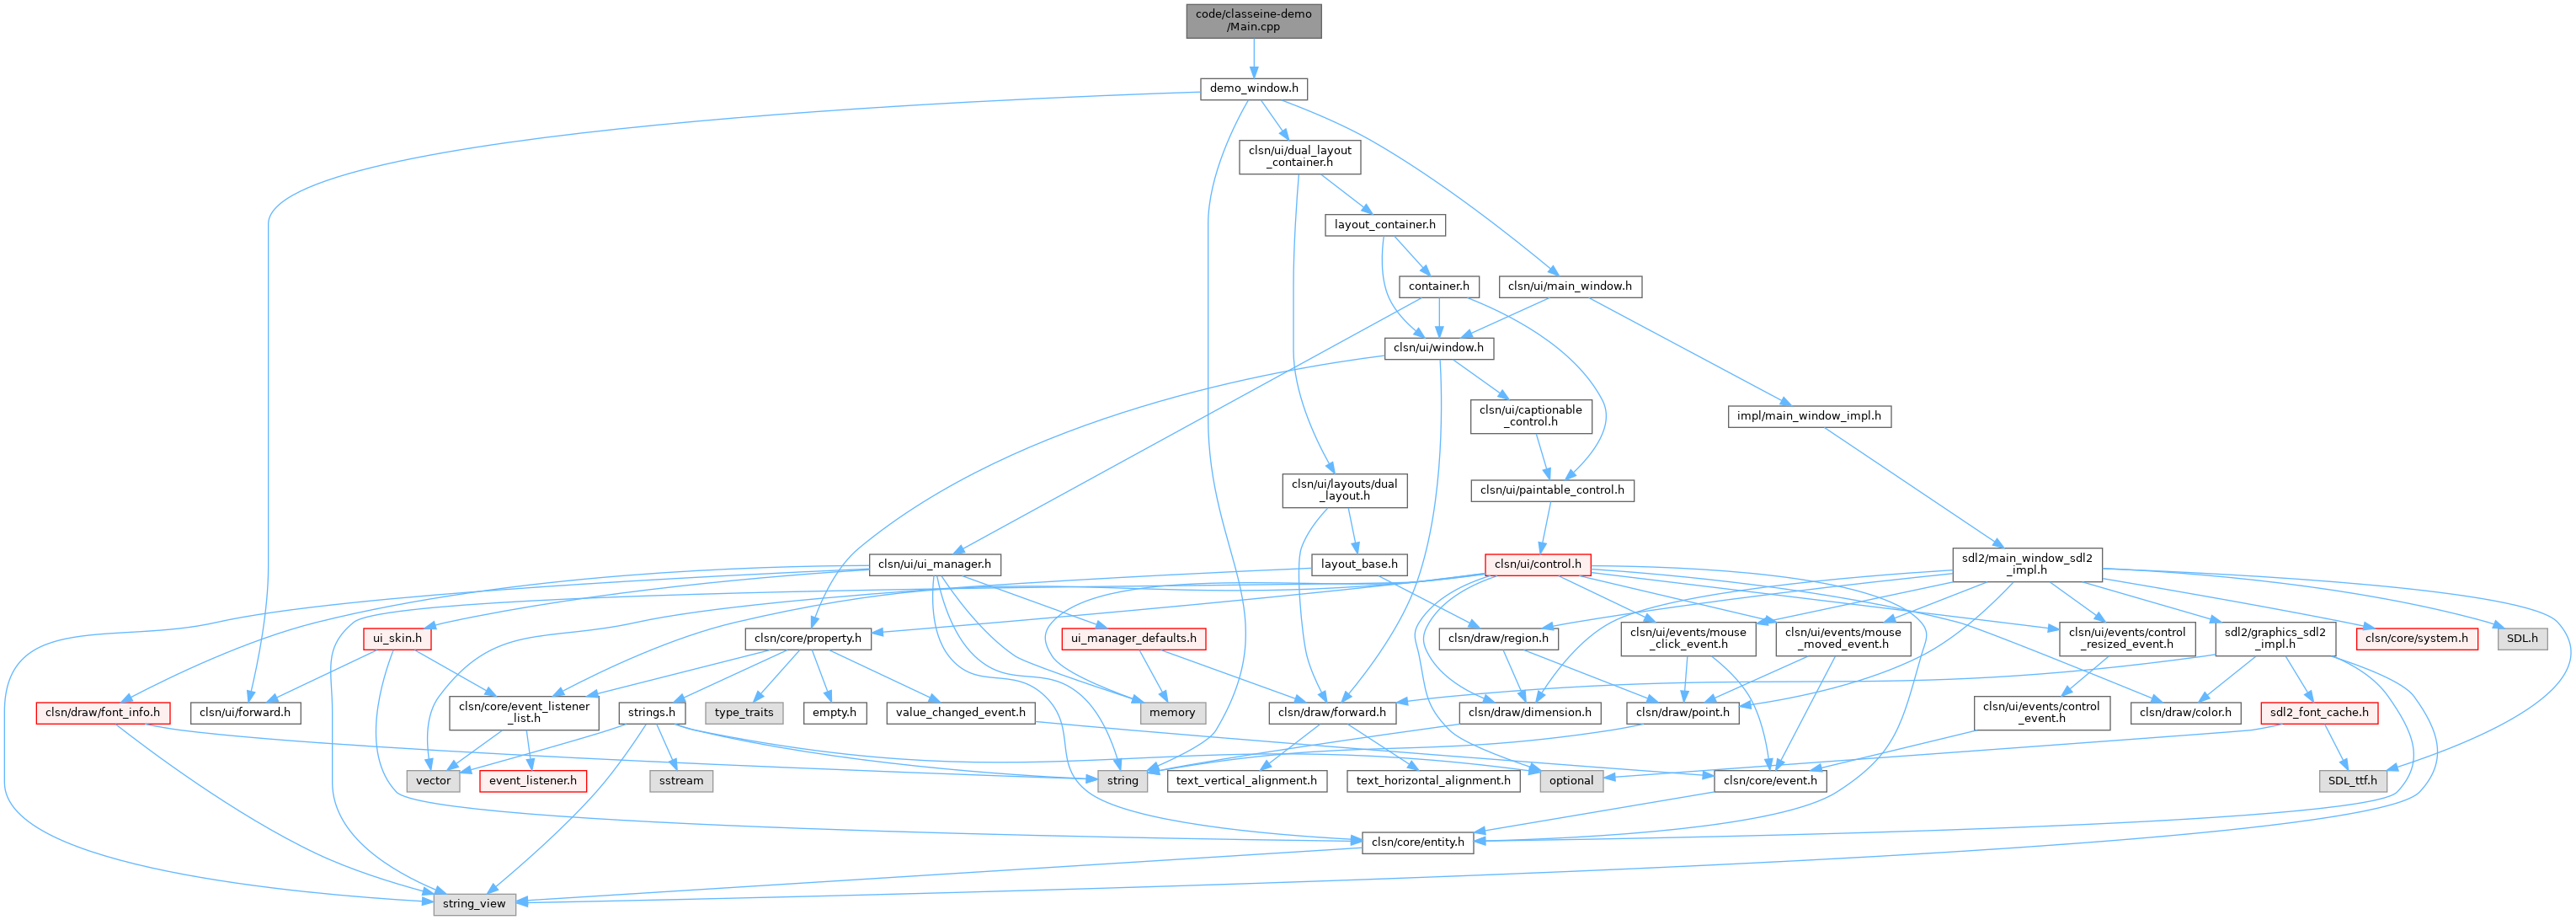 code/classeine-demo
/Main.cpp
demo_window.h
clsn/ui/dual_layout
_container.h
layout_container.h
container.h
clsn/ui/main_window.h
clsn/ui/window.h
clsn/ui/captionable
_control.h
impl/main_window_impl.h
clsn/ui/layouts/dual
_layout.h
clsn/ui/paintable_control.h
clsn/ui/ui_manager.h
layout_base.h
clsn/ui/control.h
sdl2/main_window_sdl2
_impl.h
ui_skin.h
clsn/core/property.h
ui_manager_defaults.h
clsn/draw/region.h
clsn/ui/events/mouse
_click_event.h
clsn/ui/events/mouse
_moved_event.h
clsn/ui/events/control
_resized_event.h
sdl2/graphics_sdl2
_impl.h
clsn/core/system.h
SDL.h
clsn/draw/font_info.h
clsn/ui/forward.h
clsn/core/event_listener
_list.h
strings.h
type_traits
empty.h
value_changed_event.h
memory
clsn/draw/forward.h
clsn/draw/dimension.h
clsn/draw/point.h
clsn/ui/events/control
_event.h
clsn/draw/color.h
sdl2_font_cache.h
vector
event_listener.h
sstream
string
text_vertical_alignment.h
text_horizontal_alignment.h
optional
clsn/core/event.h
SDL_ttf.h
clsn/core/entity.h
string_view